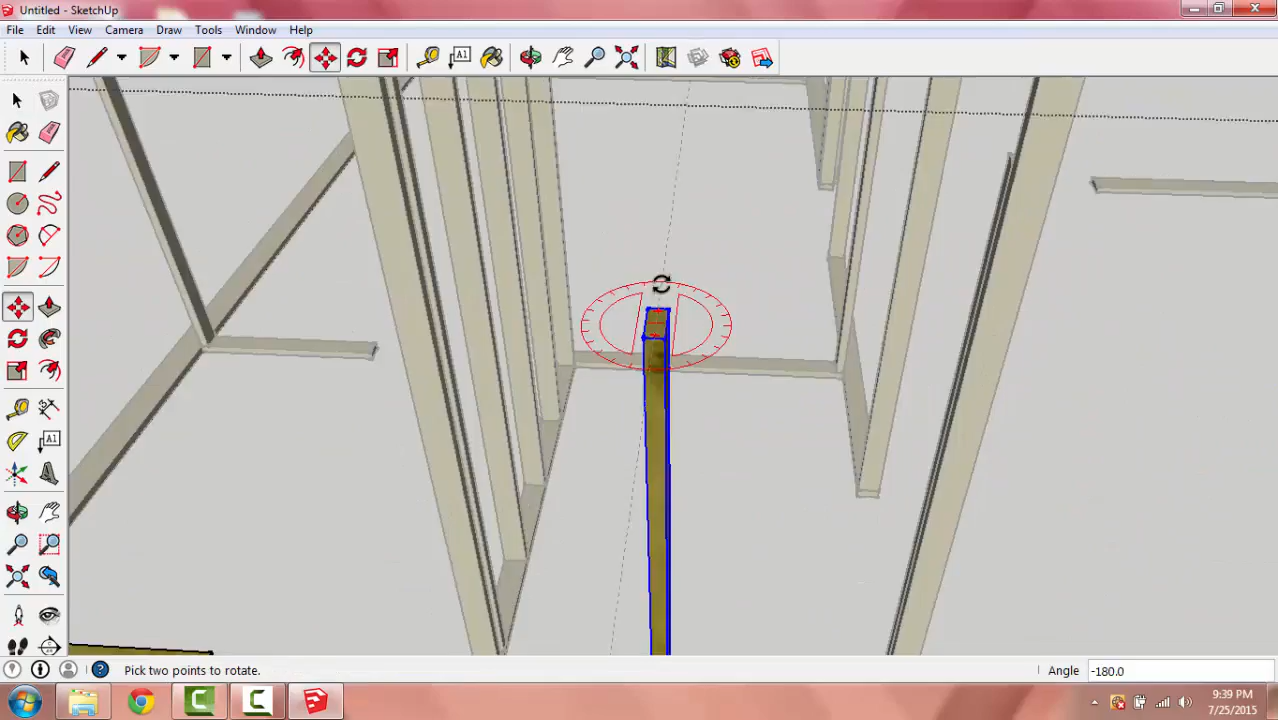 Untitled - SketchUp
File Edit View Camera Draw Tools Window Help
A1
A1
Pick two points to rotate.
Angle -180.0
9:39 PM
7/25/2015